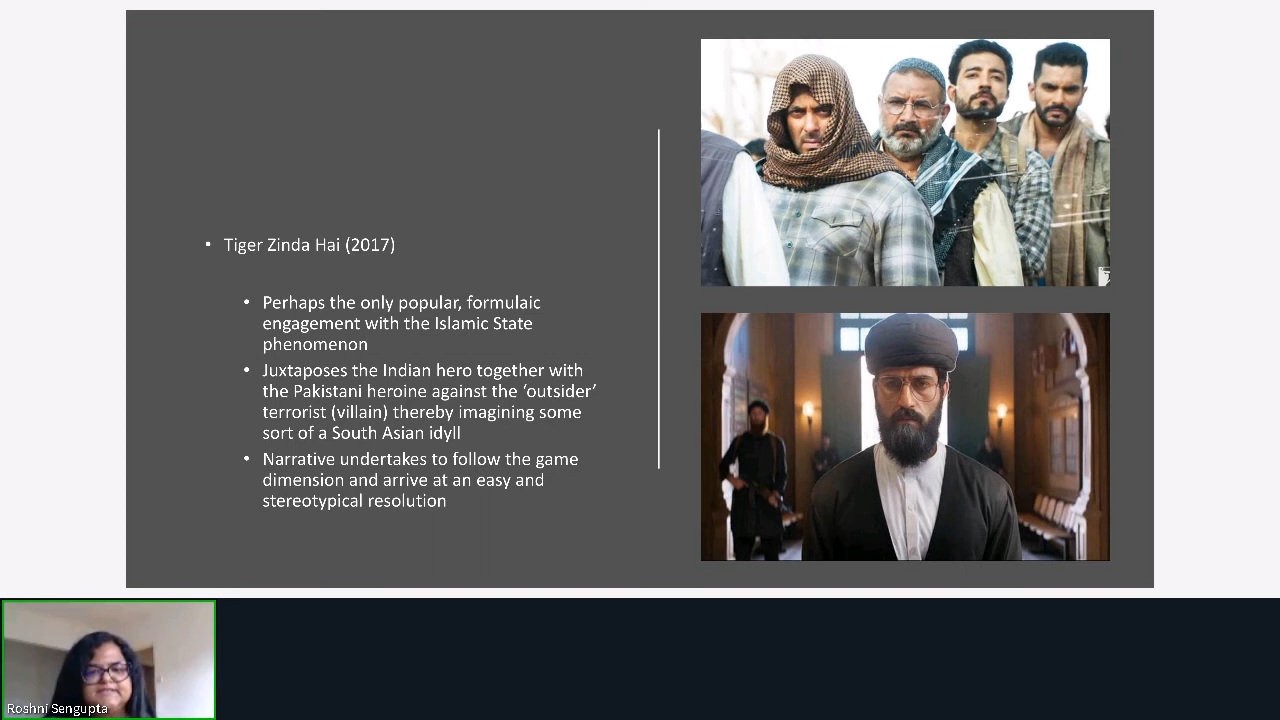 Tiger Zinda Hai (2017)
Perhaps the only popular, formulaic
engagement with the Islamic State
phenomenon
Juxtaposes the Indian hero together with
the Pakistani heroine against the ‘outsider’
terrorist (villain) thereby imagining some
sort of a South Asian idyll
Narrative undertakes to follow the game
dimension and arrive at an easy and
stereotypical resolution
Roshni Sengupta